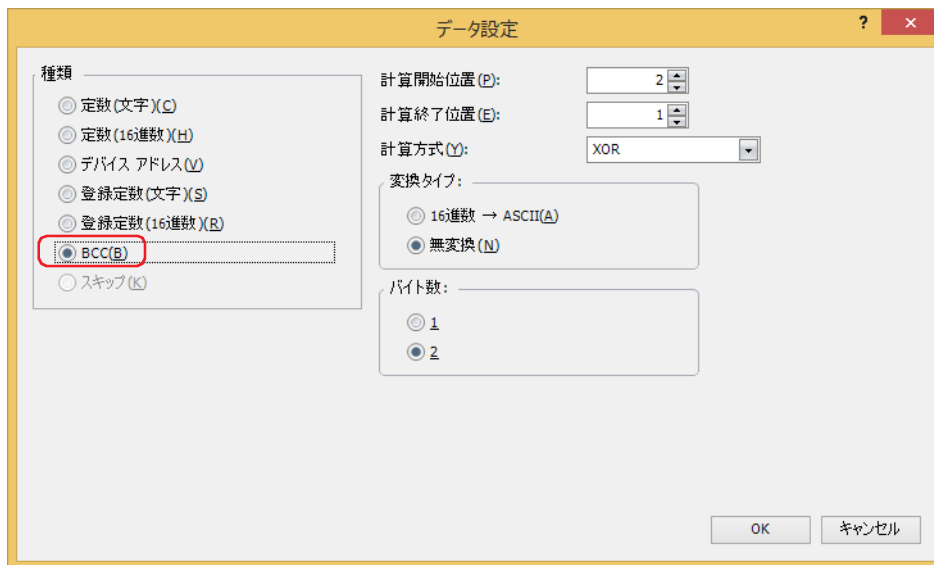 データ設定
?
×
種類
定数(文字)(C)
定数(16進数)(H)
デバイス アドレス(V)
登録定数(文字)(S)
登録定数(16進数)(R)
BCC(B)
スキップ(K)
計算開始位置(P): 2
計算終了位置(E): 1
計算方式(Y): XOR
変換タイプ:
16進数 → ASCII(A)
無変換(N)
バイト数:
1
2
OK キャンセル